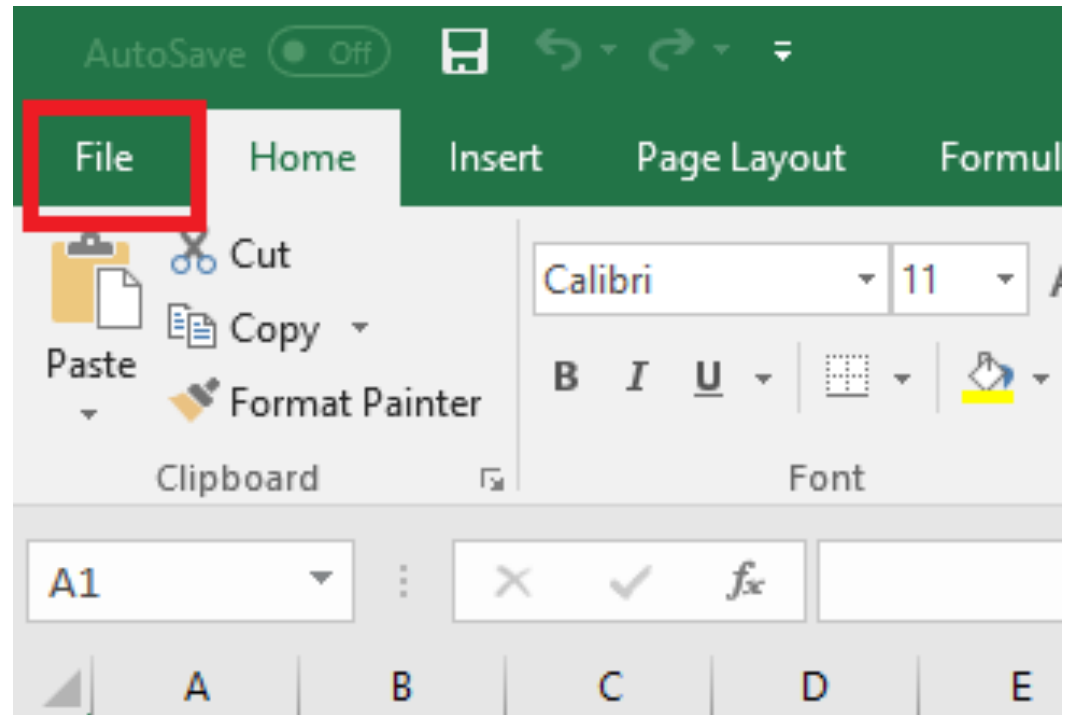 AutoSave Off
File Home Insert Page Layout Formul
Cut
Calibri 11
Copy
Paste
B I U
Format Painter
Clipboard Font
A1 fx
A B C D E